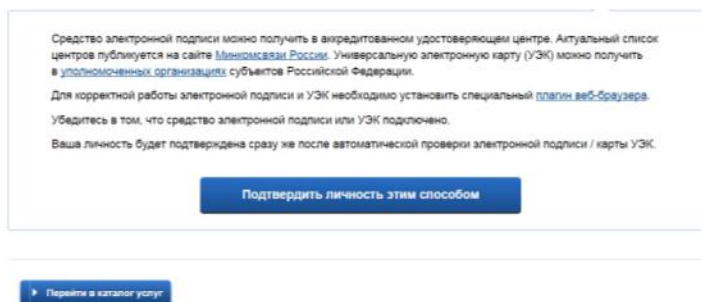 Средство электронной подписи можно получить в аккредитованном удостоверяющем центре. Актуальный список
центров публикуется на сайте Минкомсвязи России. Универсальную электронную карту (УЭК) можно получить
в уполномоченных организациях субъектов Российской Федерации.
Для корректной работы электронной подписи и УЭК необходимо установить специальный плагин веб-браузера.
Убедитесь в том, что средство электронной подписи или УЭК подключено.
Ваша личность будет подтверждена сразу же после автоматической проверки электронной подписи / карты УЭК.
Подтвердить личность этим способом
Перейти в каталог услуг